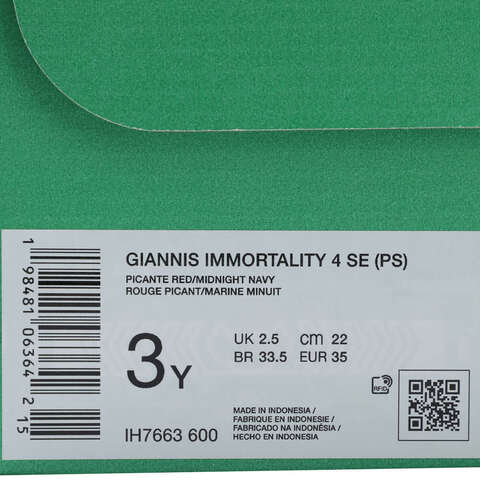 GIANNIS IMMORTALITY 4 SE (PS)
PICANTE RED/MIDNIGHT NAVY
ROUGE PICANT/MARINE MINUIT
3Y
UK 2.5 cm 22
BR 33.5 EUR 35
RFID
MADE IN INDONESIA /
FABRIQUE EN INDONESIE /
FABRICADO NA INDONÉSIA /
HECHO EN INDONESIA
IH7663 600
1 98481 06364 2 15